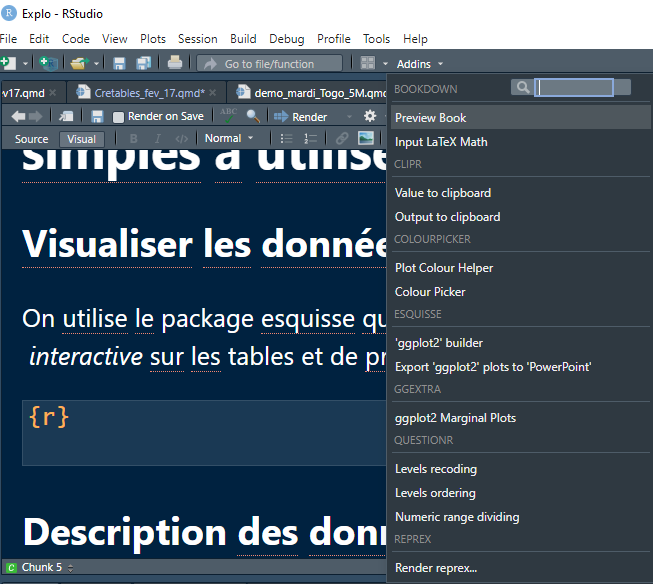 Explo - RStudio
File Edit Code View Plots Session Build Debug Profile Tools Help
Go to file/function Addins
v17.qmd Cretables_fev_17.qmd* demo_mardi_Togo_5M.qmd
Render on Save ABC Render
Source Visual B I </> Normal
simples à utilise
Visualiser les donnée
On utilise le package esquisse qu
interactive sur les tables et de pr
{r}
Description des donn
C Chunk 5
BOOKDOWN
Preview Book
Input LaTeX Math
CLIPR
Value to clipboard
Output to clipboard
COLOURPICKER
Plot Colour Helper
Colour Picker
ESQUISSE
'ggplot2' builder
Export 'ggplot2' plots to 'PowerPoint'
GGEXTRA
ggplot2 Marginal Plots
QUESTIONR
Levels recoding
Levels ordering
Numeric range dividing
REPREX
Render reprex...